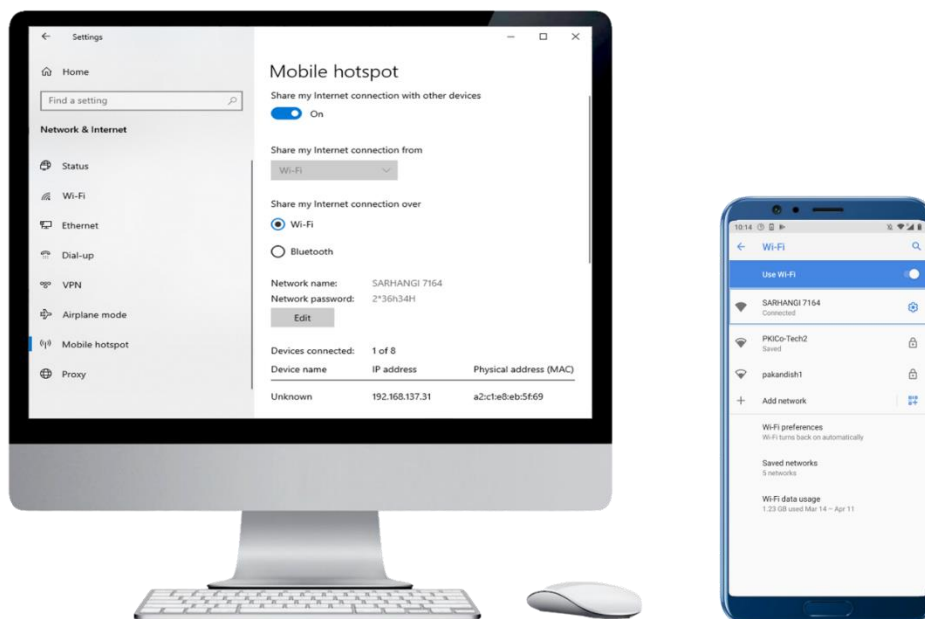 Settings
Home
Find a setting
Network & Internet
Status
Wi-Fi
Ethernet
Dial-up
VPN
Airplane mode
Mobile hotspot
Proxy
Mobile hotspot
Share my Internet connection with other devices
On
Share my Internet connection from
Wi-Fi
Share my Internet connection over
Wi-Fi
Bluetooth
Network name: SARHANGI 7164
Network password: 2*36h34H
Edit
Devices connected: 1 of 8
Device name IP address Physical address (MAC)
Unknown 192.168.137.31 a2:c1:e8:eb:5f:69
10:14
Wi-Fi
Use Wi-Fi
SARHANGI 7164
Connected
PKICo-Tech2
Saved
pakandish1
Add network
Wi-Fi preferences
Wi-Fi turns back on automatically
Saved networks
5 networks
Wi-Fi data usage
1.23 GB used Mar 14 – Apr 11